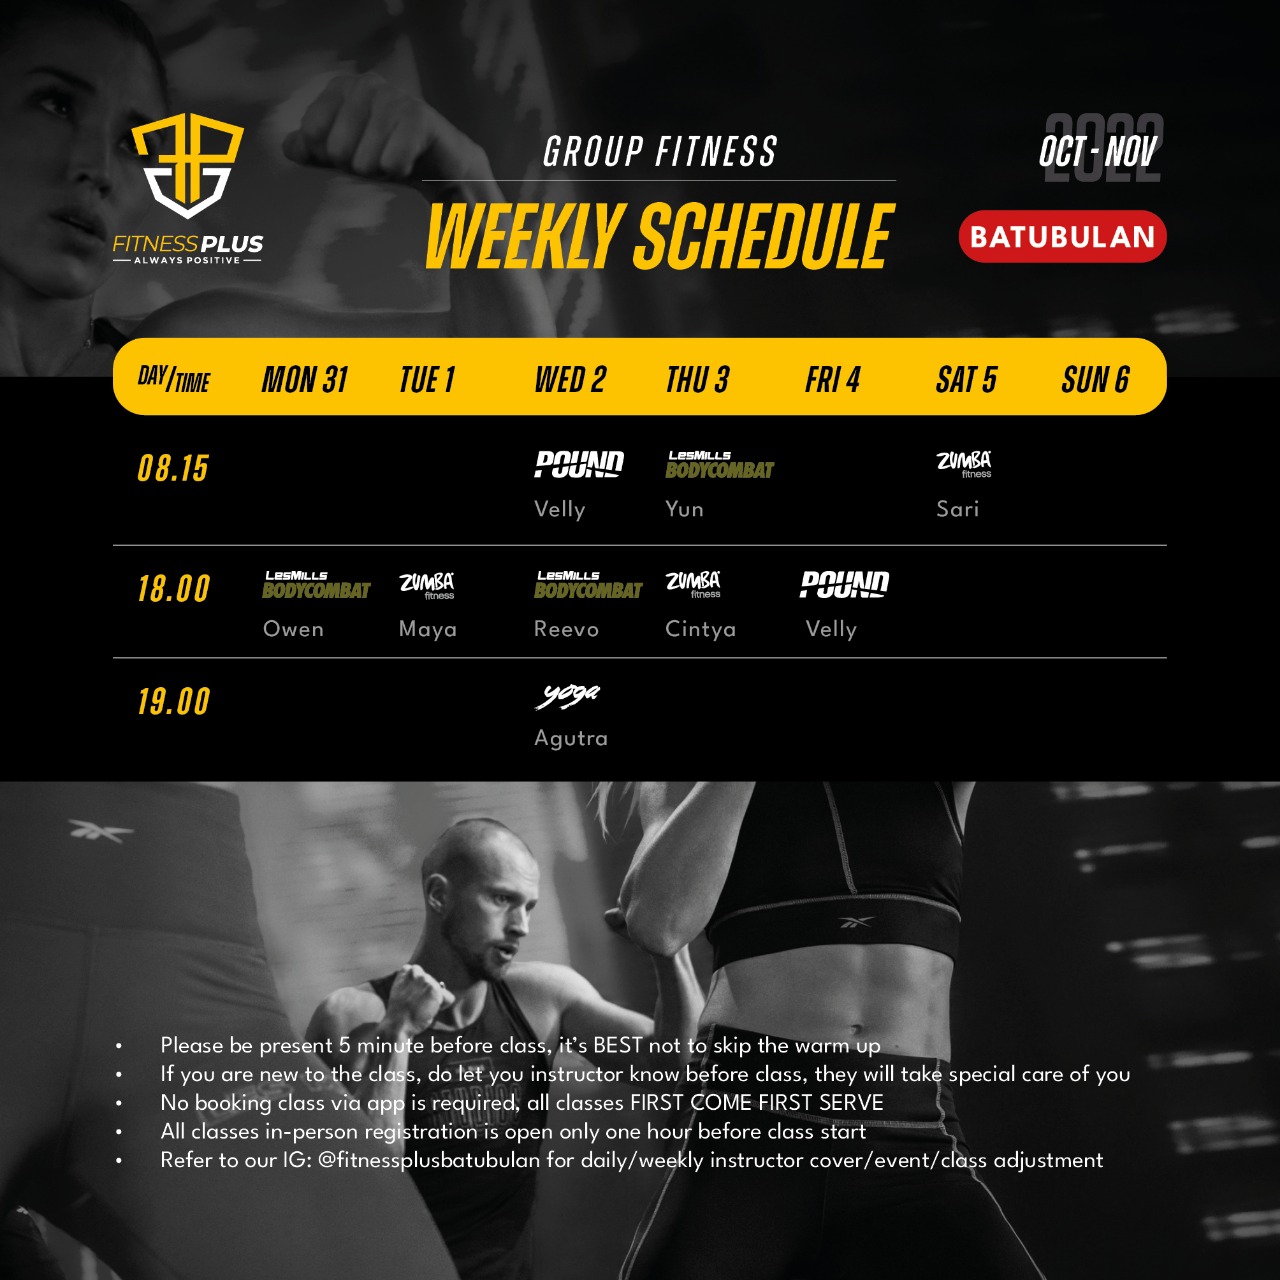 FITNESS PLUS
ALWAYS POSITIVE
GROUP FITNESS
WEEKLY SCHEDULE
2022
OCT - NOV
BATUBULAN
DAY/TIME MON 31 TUE 1 WED 2 THU 3 FRI 4 SAT 5 SUN 6
08.15 POUND LesMills BODYCOMBAT ZUMBA fitness
Velly Yun Sari
18.00 LesMills BODYCOMBAT ZUMBA fitness LesMills BODYCOMBAT ZUMBA fitness POUND
Owen Maya Reevo Cintya Velly
19.00 yoga
Agutra
• Please be present 5 minute before class, it's BEST not to skip the warm up
• If you are new to the class, do let you instructor know before class, they will take special care of you
• No booking class via app is required, all classes FIRST COME FIRST SERVE
• All classes in-person registration is open only one hour before class start
• Refer to our IG: @fitnessplusbatubulan for daily/weekly instructor cover/event/class adjustment